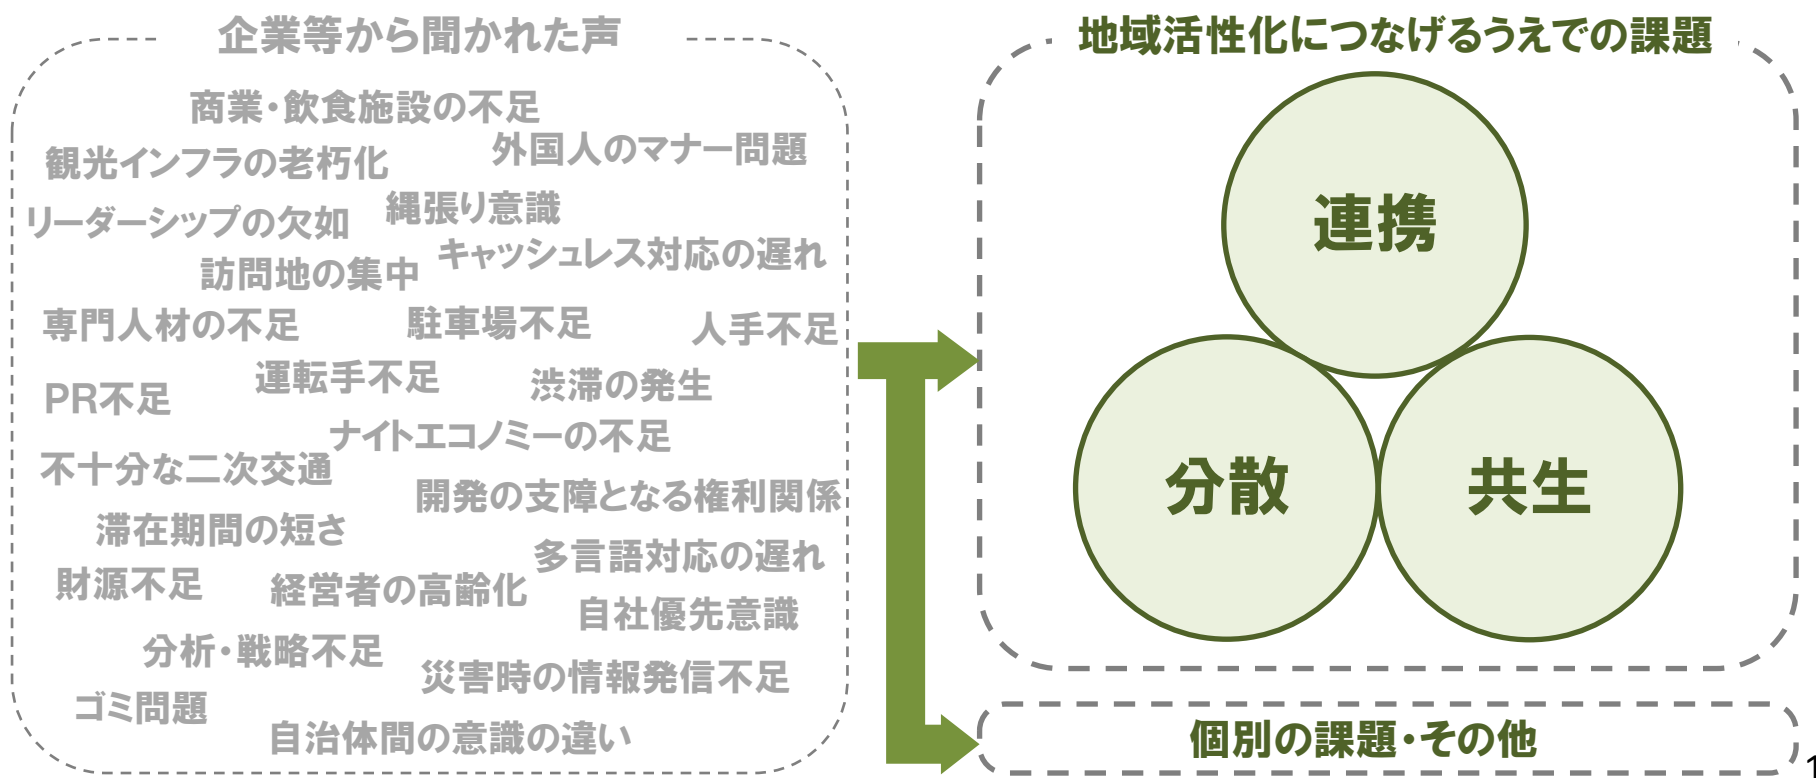 企業等から聞かれた声
商業・飲食施設の不足
外国人のマナー問題
観光インフラの老朽化
縄張り意識
リーダーシップの欠如
キャッシュレス対応の遅れ
訪問地の集中
専門人材の不足
駐車場不足
人手不足
運転手不足
渋滞の発生
PR不足
ナイトエコノミーの不足
不十分な二次交通
開発の支障となる権利関係
滞在期間の短さ
多言語対応の遅れ
財源不足
経営者の高齢化
自社優先意識
分析・戦略不足
災害時の情報発信不足
ゴミ問題
自治体間の意識の違い
地域活性化につなげるうえでの課題
連携
分散
共生
個別の課題・その他